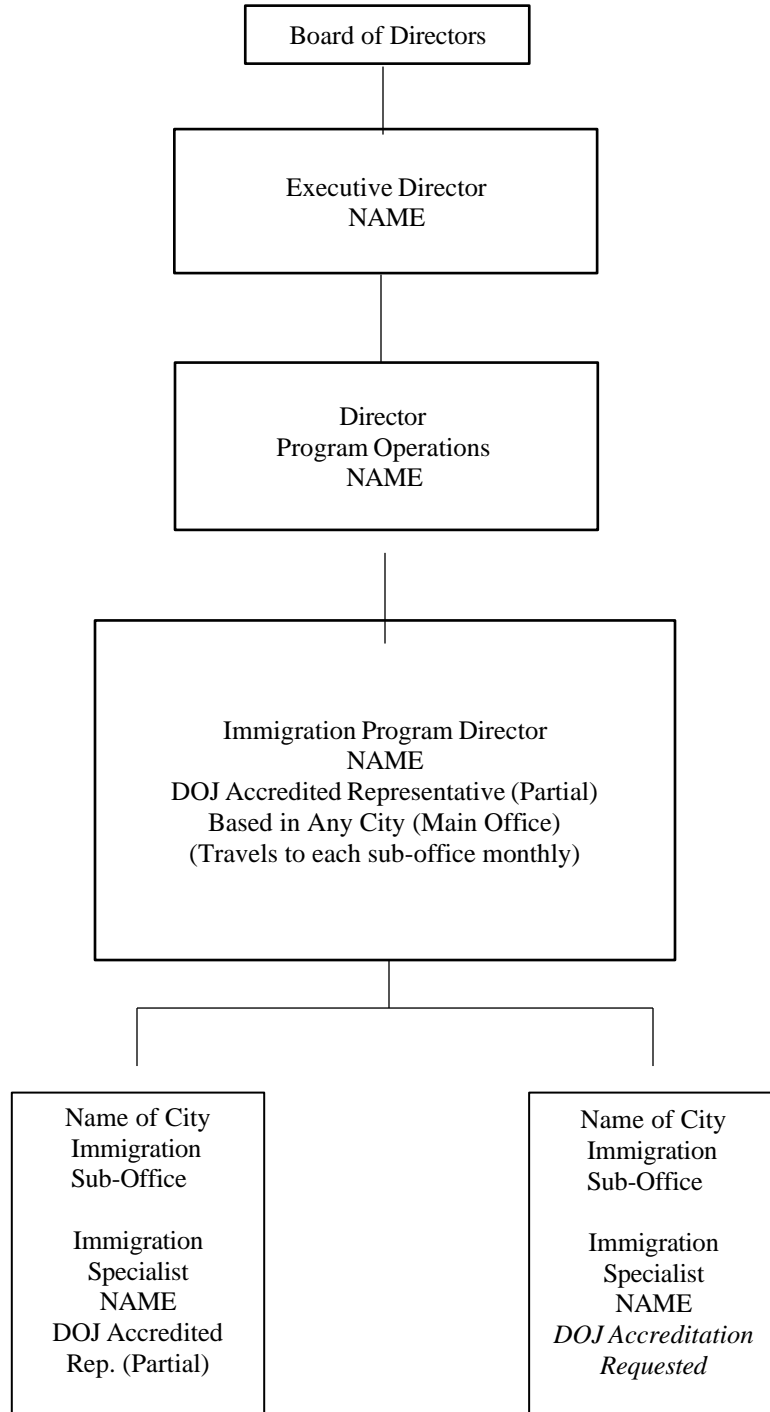 Board of Directors
Executive Director
NAME
Director
Program Operations
NAME
Immigration Program Director
NAME
DOJ Accredited Representative (Partial)
Based in Any City (Main Office)
(Travels to each sub-office monthly)
Name of City
Immigration
Sub-Office
Immigration
Specialist
NAME
DOJ Accredited
Rep. (Partial)
Name of City
Immigration
Sub-Office
Immigration
Specialist
NAME
DOJ Accreditation
Requested